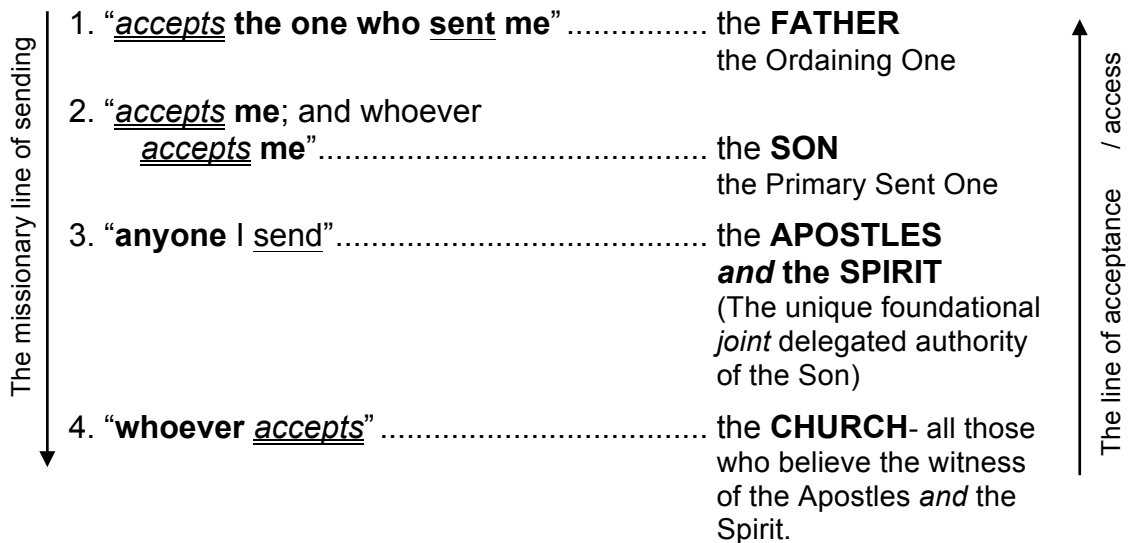 The missionary line of sending
1. “accepts the one who sent me” ................ the FATHER
the Ordaining One
2. “accepts me; and whoever
accepts me”............................................. the SON
the Primary Sent One
3. “anyone I send”........................................... the APOSTLES
and the SPIRIT
(The unique foundational
joint delegated authority
of the Son)
4. “whoever accepts” ...................................... the CHURCH- all those
who believe the witness
of the Apostles and the
Spirit.
The line of acceptance / access